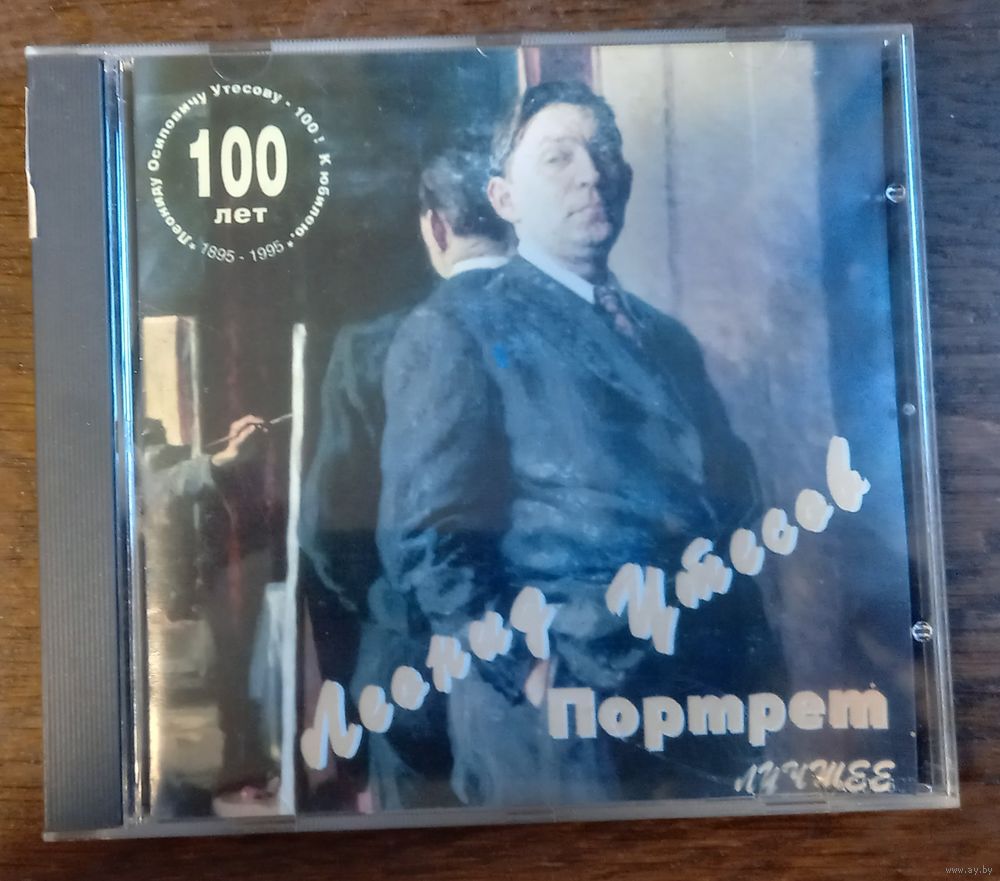 *Леониду Осиповичу Утесову - 100! К юбилею.*
100
лет
1895 - 1995
Леонид Утесов
Портрет
ЛУЧШЕЕ
www.ay.by